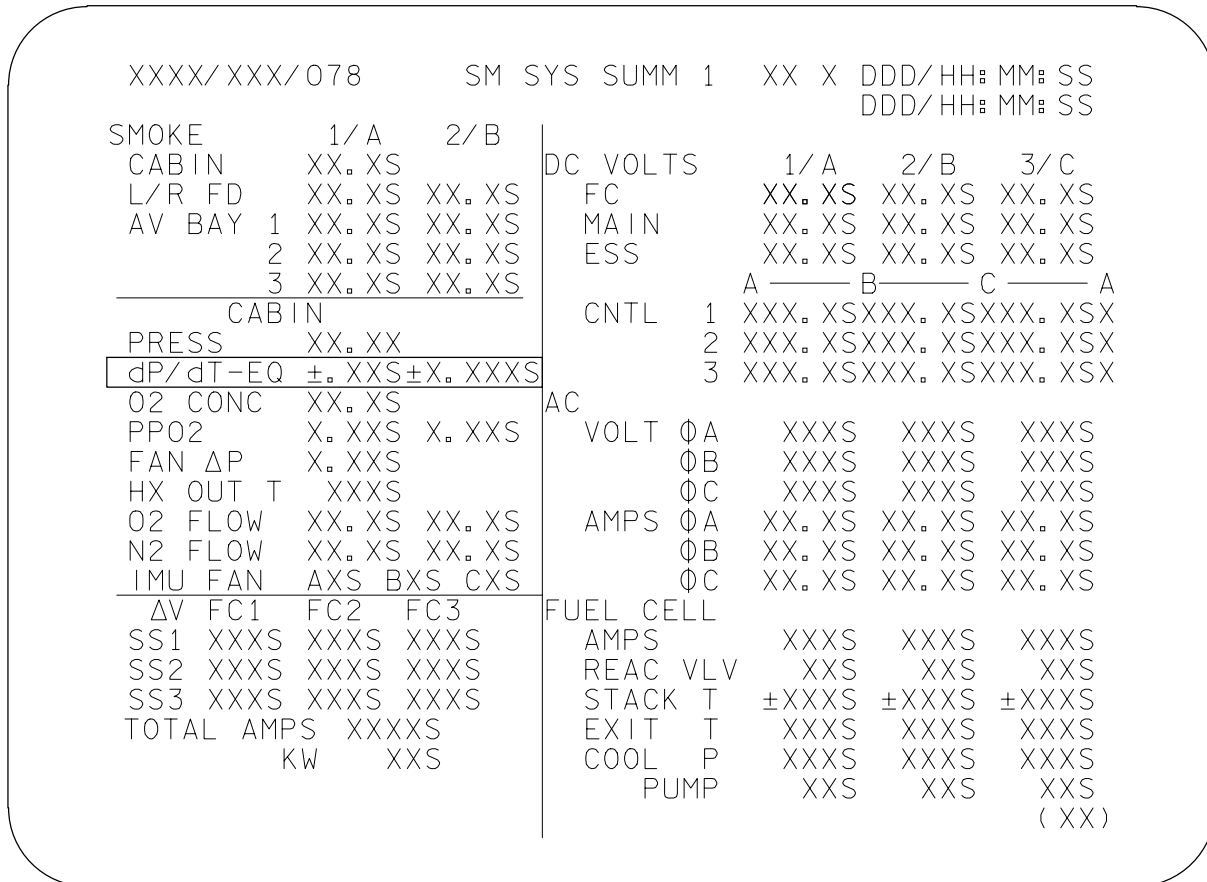 XXXX/XXX/078 SM SYS SUMM 1 XX X DDD/HH:MM:SS
DDD/HH:MM:SS
SMOKE 1/A 2/B
CABIN XX.XS
L/R FD XX.XS XX.XS
AV BAY 1 XX.XS XX.XS
2 XX.XS XX.XS
3 XX.XS XX.XS
CABIN
PRESS XX.XX
dP/dT-EQ ±.XXS±X.XXXS
O2 CONC XX.XS
PPO2 X.XXS X.XXS
FAN ΔP X.XXS
HX OUT T XXXS
O2 FLOW XX.XS XX.XS
N2 FLOW XX.XS XX.XS
IMU FAN AXS BXS CXS
ΔV FC1 FC2 FC3
SS1 XXXS XXXS XXXS
SS2 XXXS XXXS XXXS
SS3 XXXS XXXS XXXS
TOTAL AMPS XXXXS
KW XXS
DC VOLTS 1/A 2/B 3/C
FC XX.XS XX.XS XX.XS
MAIN XX.XS XX.XS XX.XS
ESS XX.XS XX.XS XX.XS
A B C A
CNTL 1 XXX.XSXXX.XSXXX.XSX
2 XXX.XSXXX.XSXXX.XSX
3 XXX.XSXXX.XSXXX.XSX
AC
VOLT ΦA XXXS XXXS XXXS
ΦB XXXS XXXS XXXS
ΦC XXXS XXXS XXXS
AMPS ΦA XX.XS XX.XS XX.XS
ΦB XX.XS XX.XS XX.XS
ΦC XX.XS XX.XS XX.XS
FUEL CELL
AMPS XXXS XXXS XXXS
REAC VLV XXS XXS XXS
STACK T ±XXXS ±XXXS ±XXXS
EXIT T XXXS XXXS XXXS
COOL P XXXS XXXS XXXS
PUMP XXS XXS XXS
(XX)